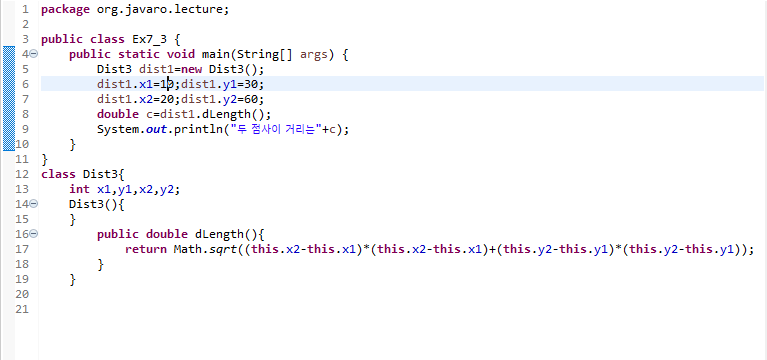 1 package org.javaro.lecture;
2
3 public class Ex7_3 {
4 public static void main(String[] args) {
5 Dist3 dist1=new Dist3();
6 dist1.x1=10;dist1.y1=30;
7 dist1.x2=20;dist1.y2=60;
8 double c=dist1.dLength();
9 System.out.println("두 점사이 거리는"+c);
10 }
11 }
12 class Dist3{
13 int x1,y1,x2,y2;
14 Dist3(){
15 }
16 public double dLength(){
17 return Math.sqrt((this.x2-this.x1)*(this.x2-this.x1)+(this.y2-this.y1)*(this.y2-this.y1));
18 }
19 }
20
21